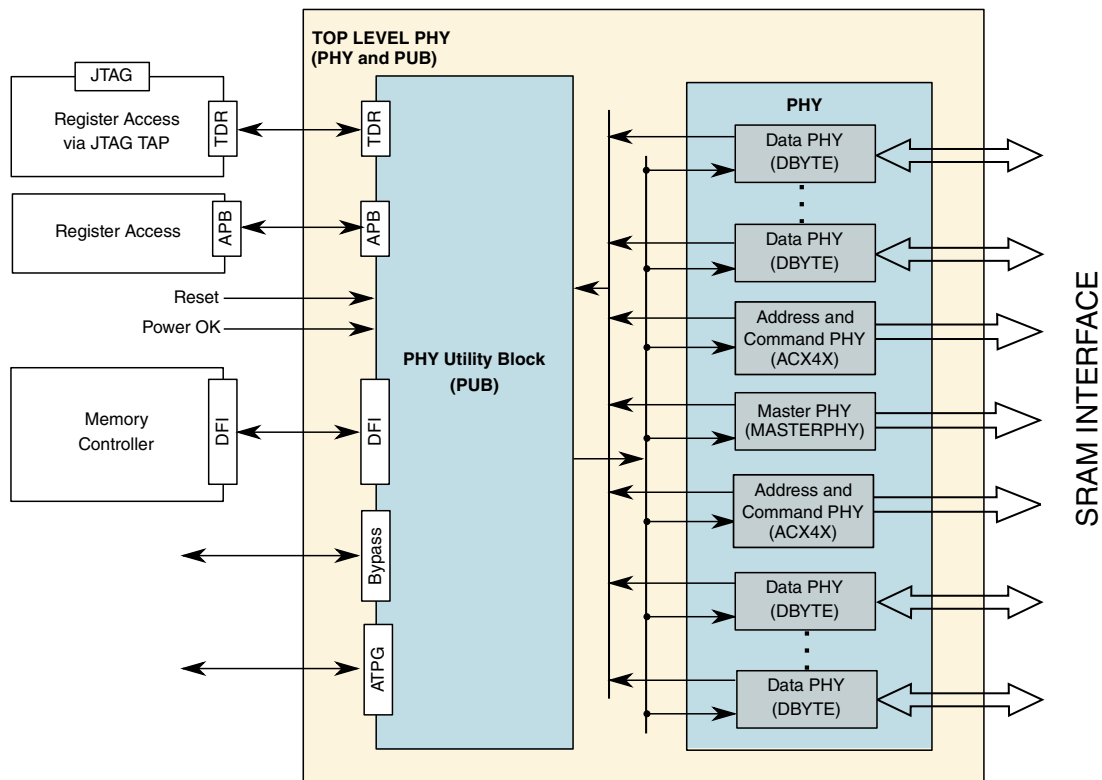 TOP LEVEL PHY
(PHY and PUB)
JTAG
Register Access
via JTAG TAP
TDR
TDR
Register Access
APB
APB
Reset
Power OK
Memory
Controller
DFI
DFI
Bypass
ATPG
PHY Utility Block
(PUB)
PHY
Data PHY
(DBYTE)
Data PHY
(DBYTE)
Address and
Command PHY
(ACX4X)
Master PHY
(MASTERPHY)
Address and
Command PHY
(ACX4X)
Data PHY
(DBYTE)
Data PHY
(DBYTE)
SRAM INTERFACE